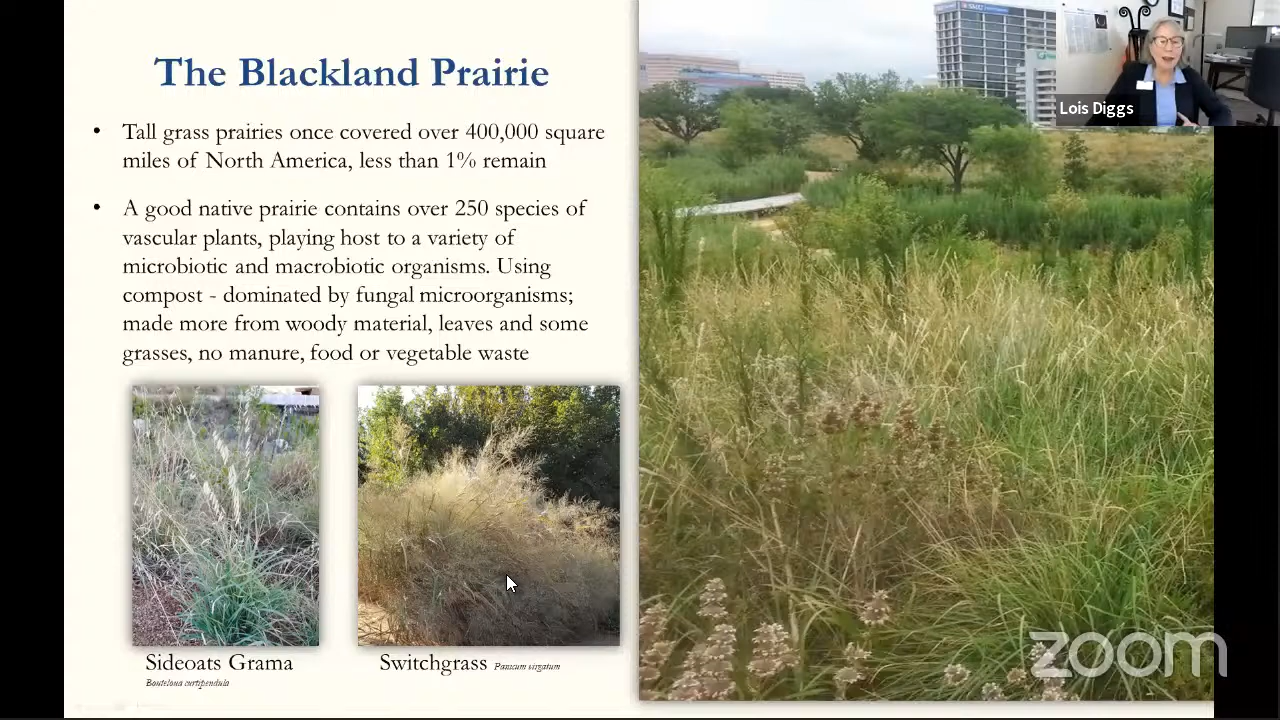 The Blackland Prairie
• Tall grass prairies once covered over 400,000 square
miles of North America, less than 1% remain
• A good native prairie contains over 250 species of
vascular plants, playing host to a variety of
microbiotic and macrobiotic organisms. Using
compost - dominated by fungal microorganisms;
made more from woody material, leaves and some
grasses, no manure, food or vegetable waste
Sideoats Grama
Bouteloua curtipendula
Switchgrass Panicum virgatum
Lois Diggs
zoom